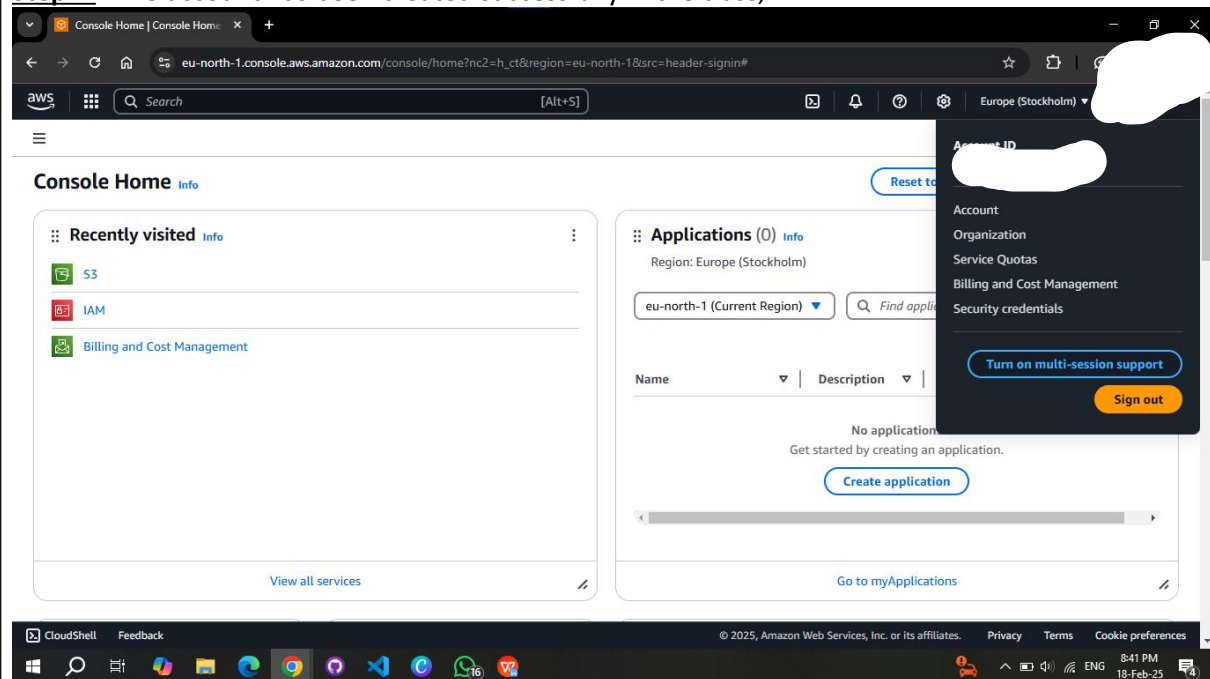 Console Home | Console Home
eu-north-1.console.aws.amazon.com/console/home?nc2=h_ct&region=eu-north-1&src=header-signin#
aws
Search
[Alt+S]
Europe (Stockholm)
Account ID
Console Home Info
Reset to
Account
Organization
Service Quotas
Billing and Cost Management
Security credentials
Turn on multi-session support
Sign out
Recently visited Info
S3
IAM
Billing and Cost Management
View all services
Applications (0) Info
Region: Europe (Stockholm)
eu-north-1 (Current Region)
Find
Name
Description
No
Get started by creating an application.
Create application
Go to myApplications
CloudShell Feedback
© 2025, Amazon Web Services, Inc. or its affiliates. Privacy Terms Cookie preferences
16
ENG
8:41 PM
18-Feb-25
4